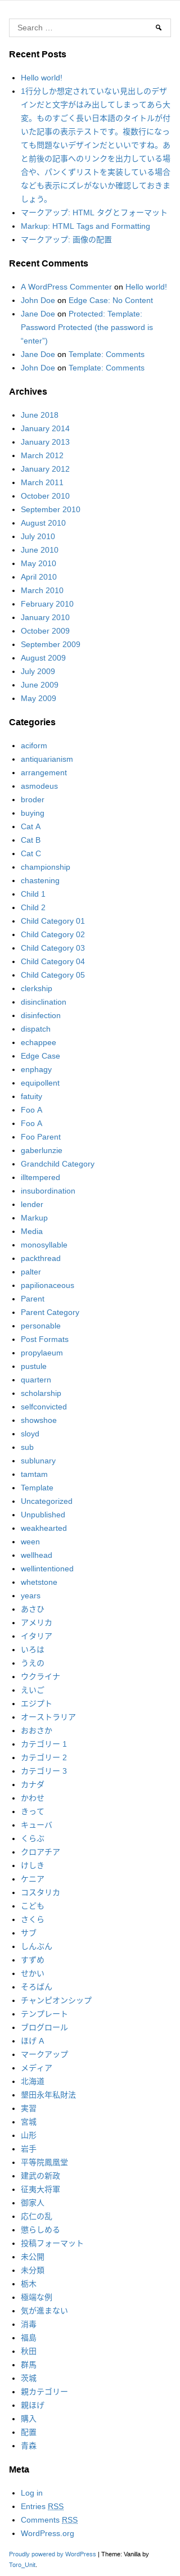 Search …
Recent Posts
Hello world!
1行分しか想定されていない見出しのデザ
インだと文字がはみ出してしまってあら大
変。ものすごく長い日本語のタイトルが付
いた記事の表示テストです。複数行になっ
ても問題ないデザインだといいですね。あ
と前後の記事へのリンクを出力している場
合や、パンくずリストを実装している場合
なども表示にズレがないか確認しておきま
しょう。
マークアップ: HTML タグとフォーマット
Markup: HTML Tags and Formatting
マークアップ: 画像の配置
Recent Comments
A WordPress Commenter on Hello world!
John Doe on Edge Case: No Content
Jane Doe on Protected: Template:
Password Protected (the password is
“enter”)
Jane Doe on Template: Comments
John Doe on Template: Comments
Archives
June 2018
January 2014
January 2013
March 2012
January 2012
March 2011
October 2010
September 2010
August 2010
July 2010
June 2010
May 2010
April 2010
March 2010
February 2010
January 2010
October 2009
September 2009
August 2009
July 2009
June 2009
May 2009
Categories
aciform
antiquarianism
arrangement
asmodeus
broder
buying
Cat A
Cat B
Cat C
championship
chastening
Child 1
Child 2
Child Category 01
Child Category 02
Child Category 03
Child Category 04
Child Category 05
clerkship
disinclination
disinfection
dispatch
echappee
Edge Case
enphagy
equipollent
fatuity
Foo A
Foo A
Foo Parent
gaberlunzie
Grandchild Category
illtempered
insubordination
lender
Markup
Media
monosyllable
packthread
palter
papilionaceous
Parent
Parent Category
personable
Post Formats
propylaeum
pustule
quartern
scholarship
selfconvicted
showshoe
sloyd
sub
sublunary
tamtam
Template
Uncategorized
Unpublished
weakhearted
ween
wellhead
wellintentioned
whetstone
years
あさひ
アメリカ
イタリア
いろは
うえの
ウクライナ
えいご
エジプト
オーストラリア
おおさか
カテゴリー 1
カテゴリー 2
カテゴリー 3
カナダ
かわせ
きって
キューバ
くらぶ
クロアチア
けしき
ケニア
コスタリカ
こども
さくら
サブ
しんぶん
すずめ
せかい
そろばん
チャンピオンシップ
テンプレート
ブロゴール
ほげ A
マークアップ
メディア
北海道
墾田永年私財法
実習
宮城
山形
岩手
平等院鳳凰堂
建武の新政
征夷大将軍
御家人
応仁の乱
懲らしめる
投稿フォーマット
未公開
未分類
栃木
極端な例
気が進まない
消毒
福島
秋田
群馬
茨城
親カテゴリー
親ほげ
購入
配置
青森
Meta
Log in
Entries RSS
Comments RSS
WordPress.org
Proudly powered by WordPress | Theme: Vanilla by
Toro_Unit.